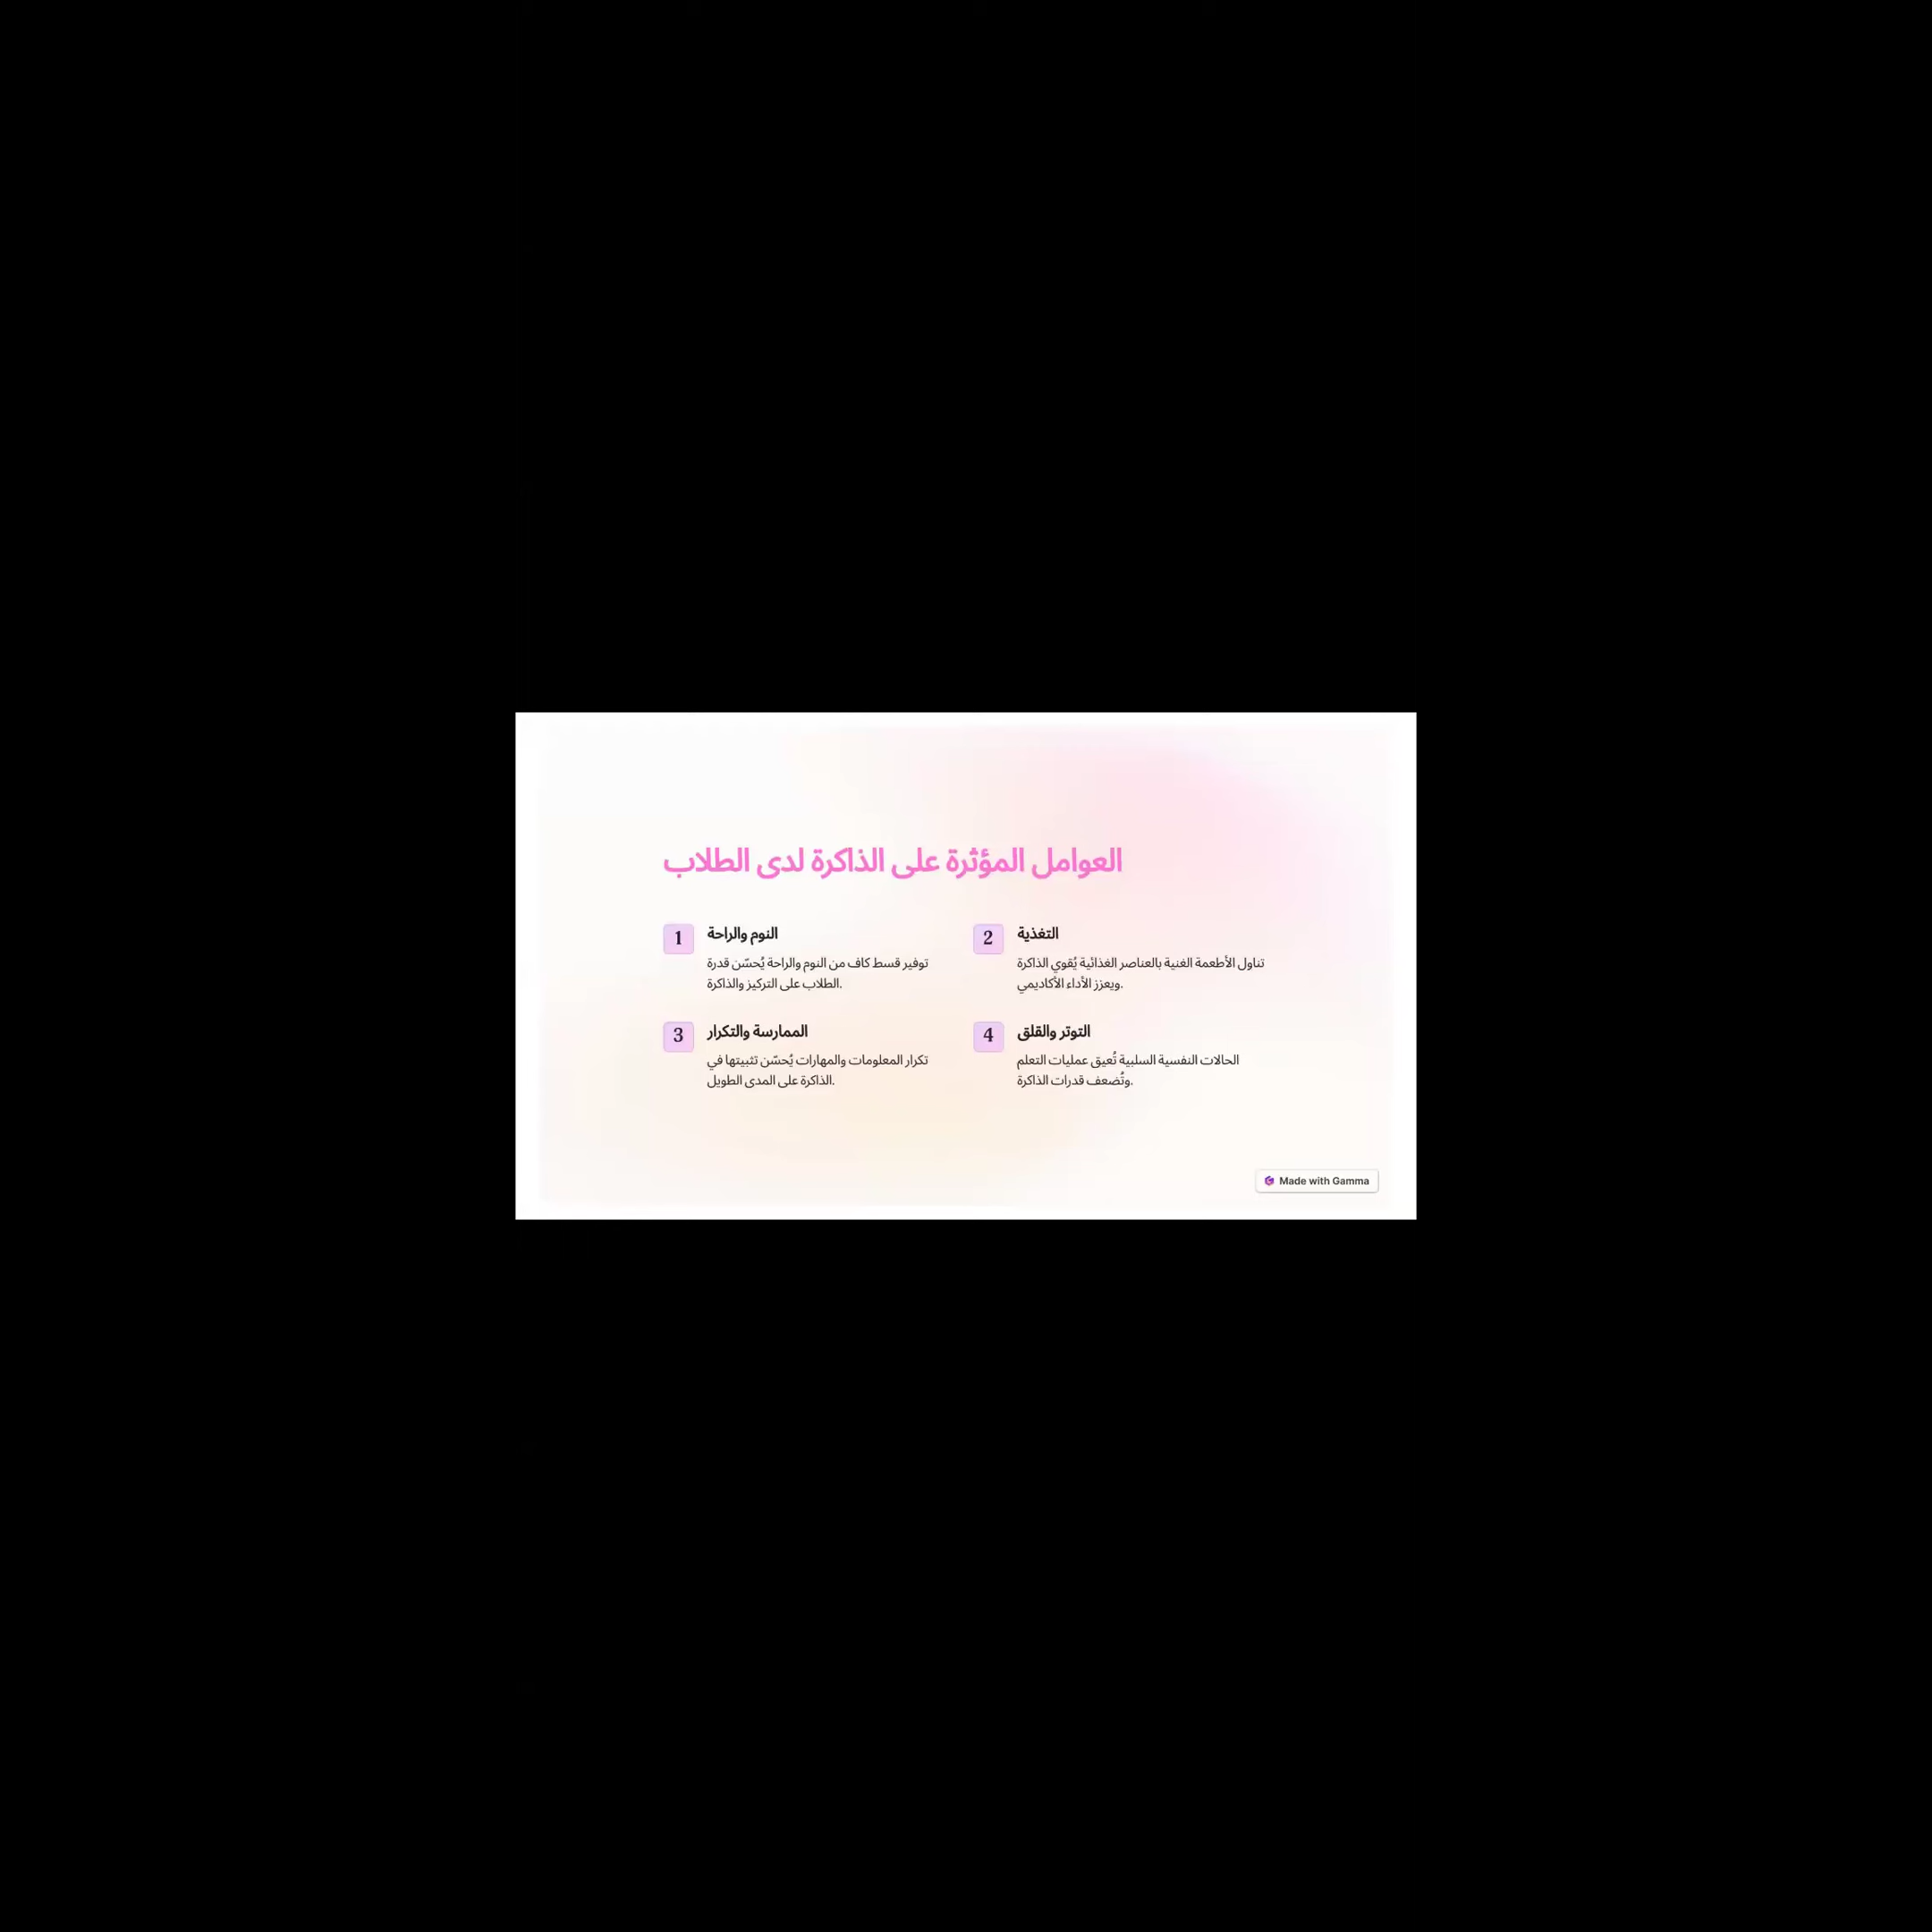 العوامل المؤثرة على الذاكرة لدى الطلاب
1
النوم والراحة
توفير قسط كاف من النوم والراحة يُحسّن قدرة
الطلاب على التركيز والذاكرة.
2
التغذية
تناول الأطعمة الغنية بالعناصر الغذائية يُقوي الذاكرة
ويعزز الأداء الأكاديمي.
3
الممارسة والتكرار
تكرار المعلومات والمهارات يُحسّن تثبيتها في
الذاكرة على المدى الطويل.
4
التوتر والقلق
الحالات النفسية السلبية تُعيق عمليات التعلم
وتُضعف قدرات الذاكرة.
Made with Gamma